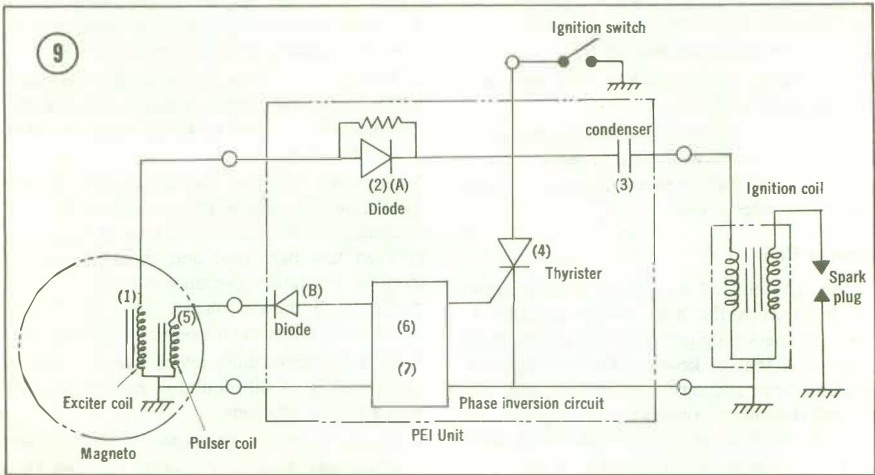 9
Ignition switch
condenser
(2) (A)
Diode
(3)
Ignition coil
(4)
Thyrister
Spark
plug
(1)
(5)
(B)
Diode
(6)
(7)
Exciter coil
Pulser coil
Phase inversion circuit
PEI Unit
Magneto